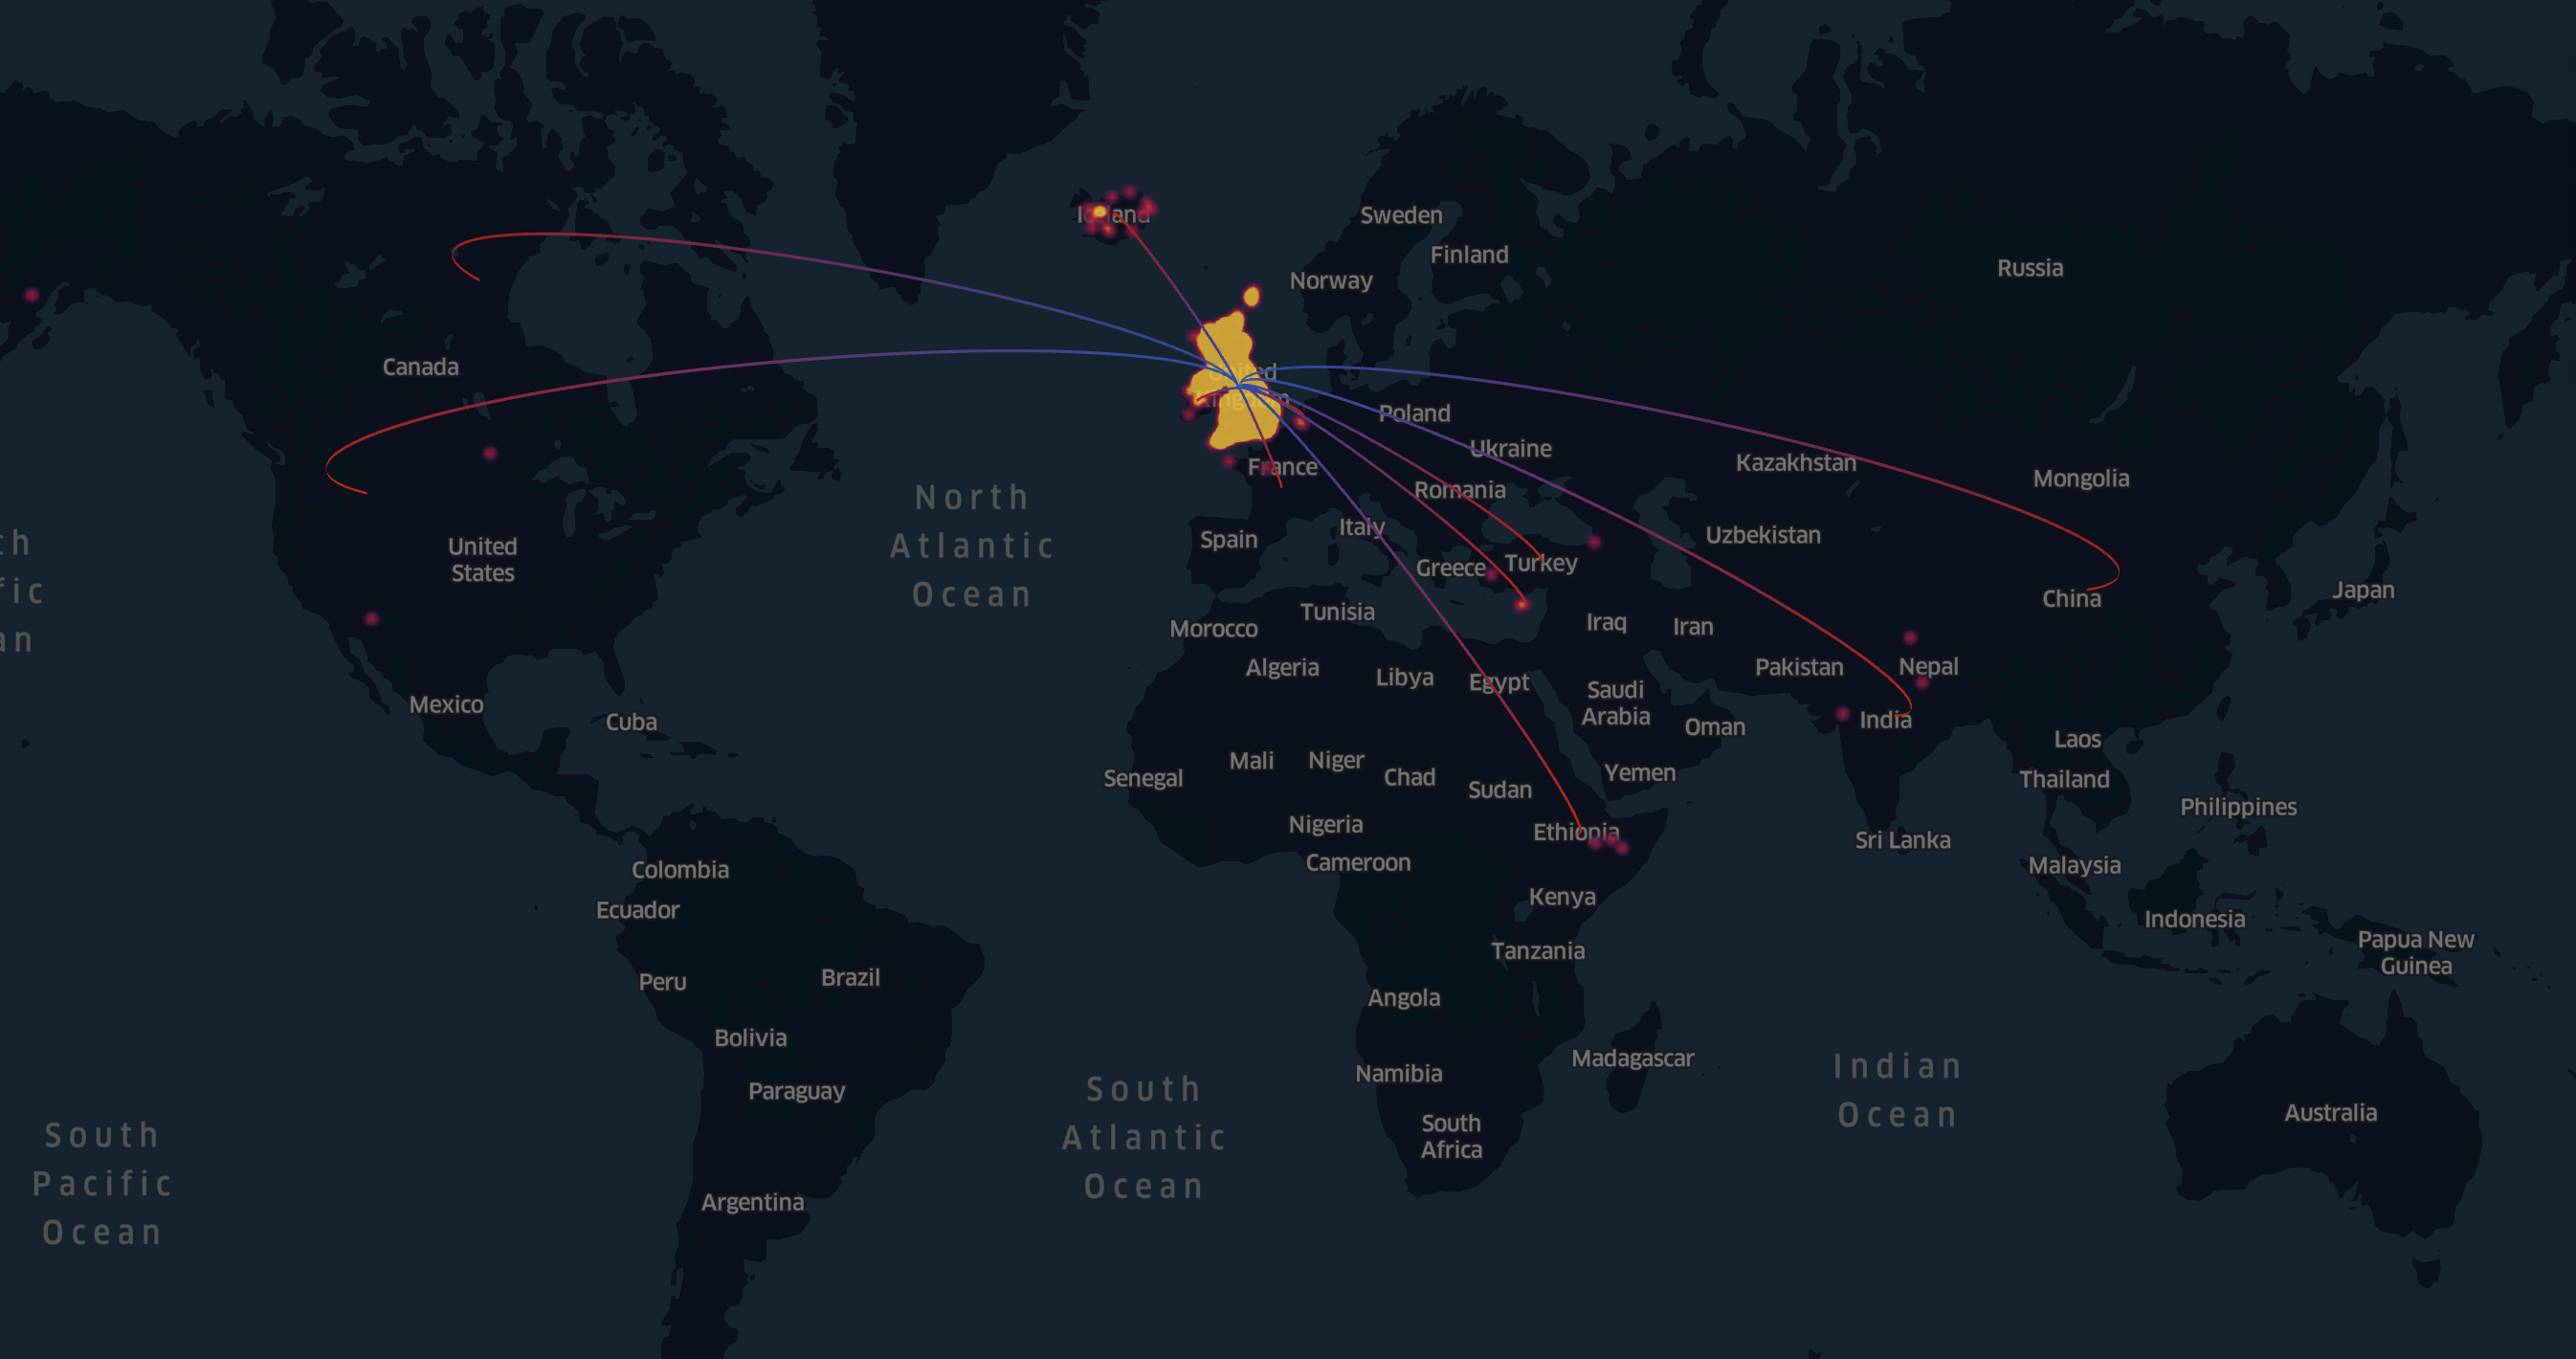 Iceland
Sweden
Finland
Norway
Russia
Canada
United
Kingdom
Poland
Ukraine
Kazakhstan
Mongolia
France
Romania
North
Atlantic
Ocean
Italy
Spain
Uzbekistan
United
States
Greece
Turkey
China
Japan
Tunisia
Morocco
Iraq
Iran
Algeria
Libya
Egypt
Pakistan
Nepal
Saudi
Arabia
Mexico
Cuba
Oman
India
Laos
Mali
Niger
Chad
Senegal
Sudan
Yemen
Thailand
Philippines
Nigeria
Ethiopia
Sri Lanka
Cameroon
Colombia
Malaysia
Kenya
Ecuador
Indonesia
Tanzania
Papua New
Guinea
Peru
Brazil
Angola
Bolivia
Madagascar
Namibia
Indian
Ocean
Paraguay
South
Atlantic
Ocean
South
Africa
Australia
South
Pacific
Ocean
Argentina